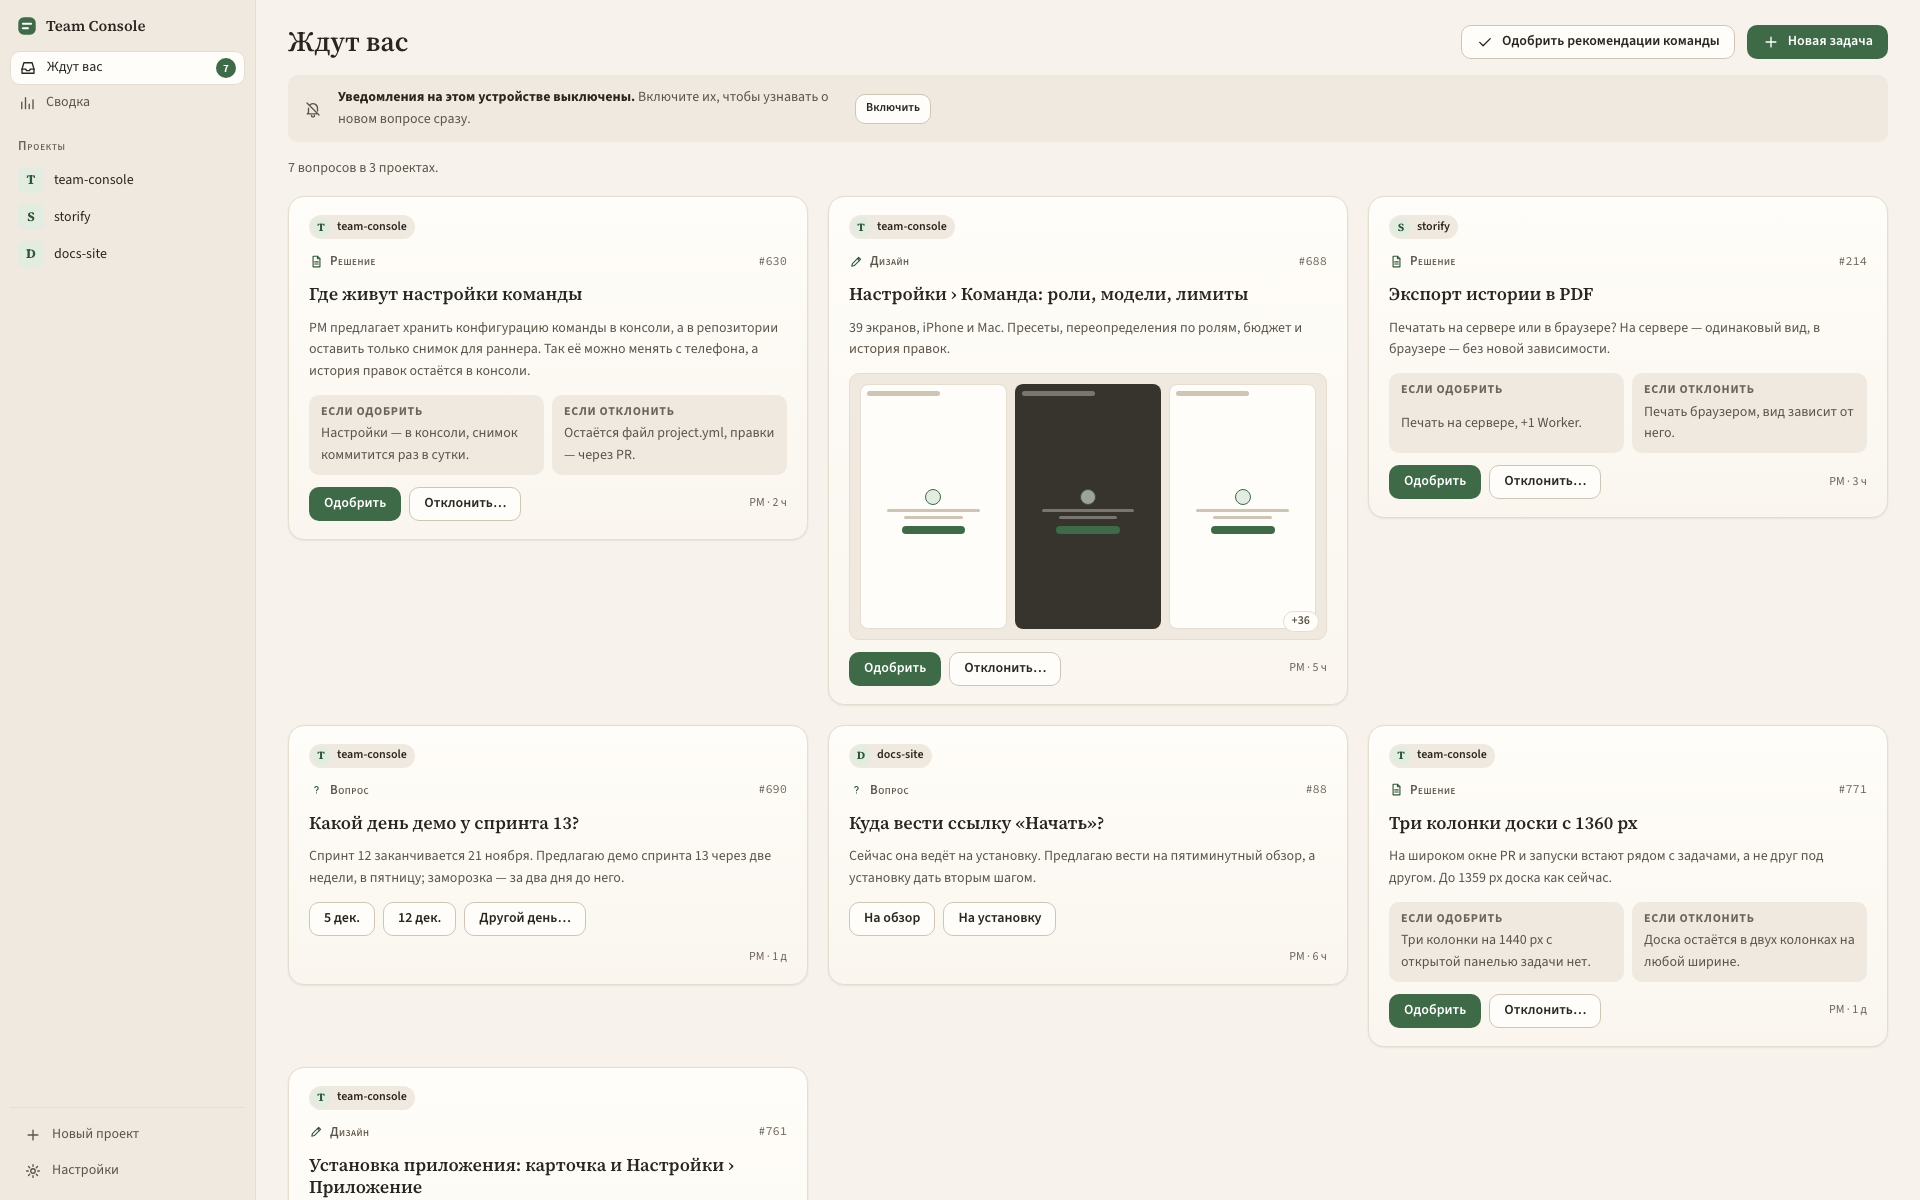 Team Console
Ждут вас
7
Сводка
Проекты
T team-console
S storify
D docs-site
Новый проект
Настройки
Ждут вас
Одобрить рекомендации команды
Новая задача
Уведомления на этом устройстве выключены. Включите их, чтобы узнавать о
новом вопросе сразу.
Включить
7 вопросов в 3 проектах.
T team-console
Решение
#630
Где живут настройки команды
PM предлагает хранить конфигурацию команды в консоли, а в репозитории
оставить только снимок для раннера. Так её можно менять с телефона, а
история правок остаётся в консоли.
ЕСЛИ ОДОБРИТЬ
Настройки — в консоли, снимок
коммитится раз в сутки.
ЕСЛИ ОТКЛОНИТЬ
Остаётся файл project.yml, правки
— через PR.
Одобрить
Отклонить…
PM · 2 ч
T team-console
Дизайн
#688
Настройки › Команда: роли, модели, лимиты
39 экранов, iPhone и Mac. Пресеты, переопределения по ролям, бюджет и
история правок.
+36
Одобрить
Отклонить…
PM · 5 ч
S storify
Решение
#214
Экспорт истории в PDF
Печатать на сервере или в браузере? На сервере — одинаковый вид, в
браузере — без новой зависимости.
ЕСЛИ ОДОБРИТЬ
Печать на сервере, +1 Worker.
ЕСЛИ ОТКЛОНИТЬ
Печать браузером, вид зависит от
него.
Одобрить
Отклонить…
PM · 3 ч
T team-console
? Вопрос
#690
Какой день демо у спринта 13?
Спринт 12 заканчивается 21 ноября. Предлагаю демо спринта 13 через две
недели, в пятницу; заморозка — за два дня до него.
5 дек.
12 дек.
Другой день…
PM · 1 д
D docs-site
? Вопрос
#88
Куда вести ссылку «Начать»?
Сейчас она ведёт на установку. Предлагаю вести на пятиминутный обзор, а
установку дать вторым шагом.
На обзор
На установку
PM · 6 ч
T team-console
Решение
#771
Три колонки доски с 1360 px
На широком окне PR и запуски встают рядом с задачами, а не друг под
другом. До 1359 px доска как сейчас.
ЕСЛИ ОДОБРИТЬ
Три колонки на 1440 px с
открытой панелью задачи нет.
ЕСЛИ ОТКЛОНИТЬ
Доска остаётся в двух колонках на
любой ширине.
Одобрить
Отклонить…
PM · 1 д
T team-console
Дизайн
#761
Установка приложения: карточка и Настройки ›
Приложение